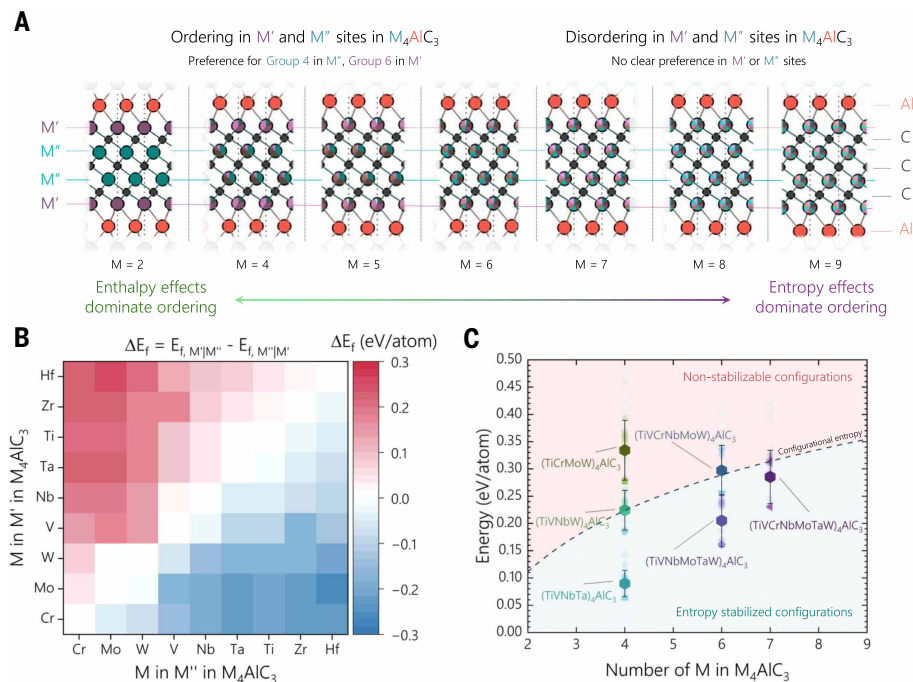 A
Ordering in M′ and M″ sites in M₄AlC₃
Disordering in M′ and M″ sites in M₄AlC₃
Preference for Group 4 in M″, Group 6 in M′
No clear preference in M′ or M″ sites
Al
M′
C
M″
C
M″
C
M′
Al
M = 2
M = 4
M = 5
M = 6
M = 7
M = 8
M = 9
Enthalpy effects
dominate ordering
Entropy effects
dominate ordering
B
ΔE_f = E_f, M′|M″ - E_f, M″|M′
ΔE_f (eV/atom)
M in M′ in M₄AlC₃
Hf
Zr
Ti
Ta
Nb
V
W
Mo
Cr
Cr
Mo
W
V
Nb
Ta
Ti
Zr
Hf
M in M'' in M₄AlC₃
0.3
0.2
0.1
0.0
−0.1
−0.2
−0.3
C
Energy (eV/atom)
0.50
0.45
0.40
0.35
0.30
0.25
0.20
0.15
0.10
0.05
0.00
Non-stabilizable configurations
Configurational entropy
(TiVCrNbMoW)₄AlC₃
(TiCrMoW)₄AlC₃
(TiVNbW)₄AlC₃
(TiVCrNbMoTaW)₄AlC₃
(TiVNbMoTaW)₄AlC₃
(TiVNbTa)₄AlC₃
Entropy stabilized configurations
2
3
4
5
6
7
8
9
Number of M in M₄AlC₃